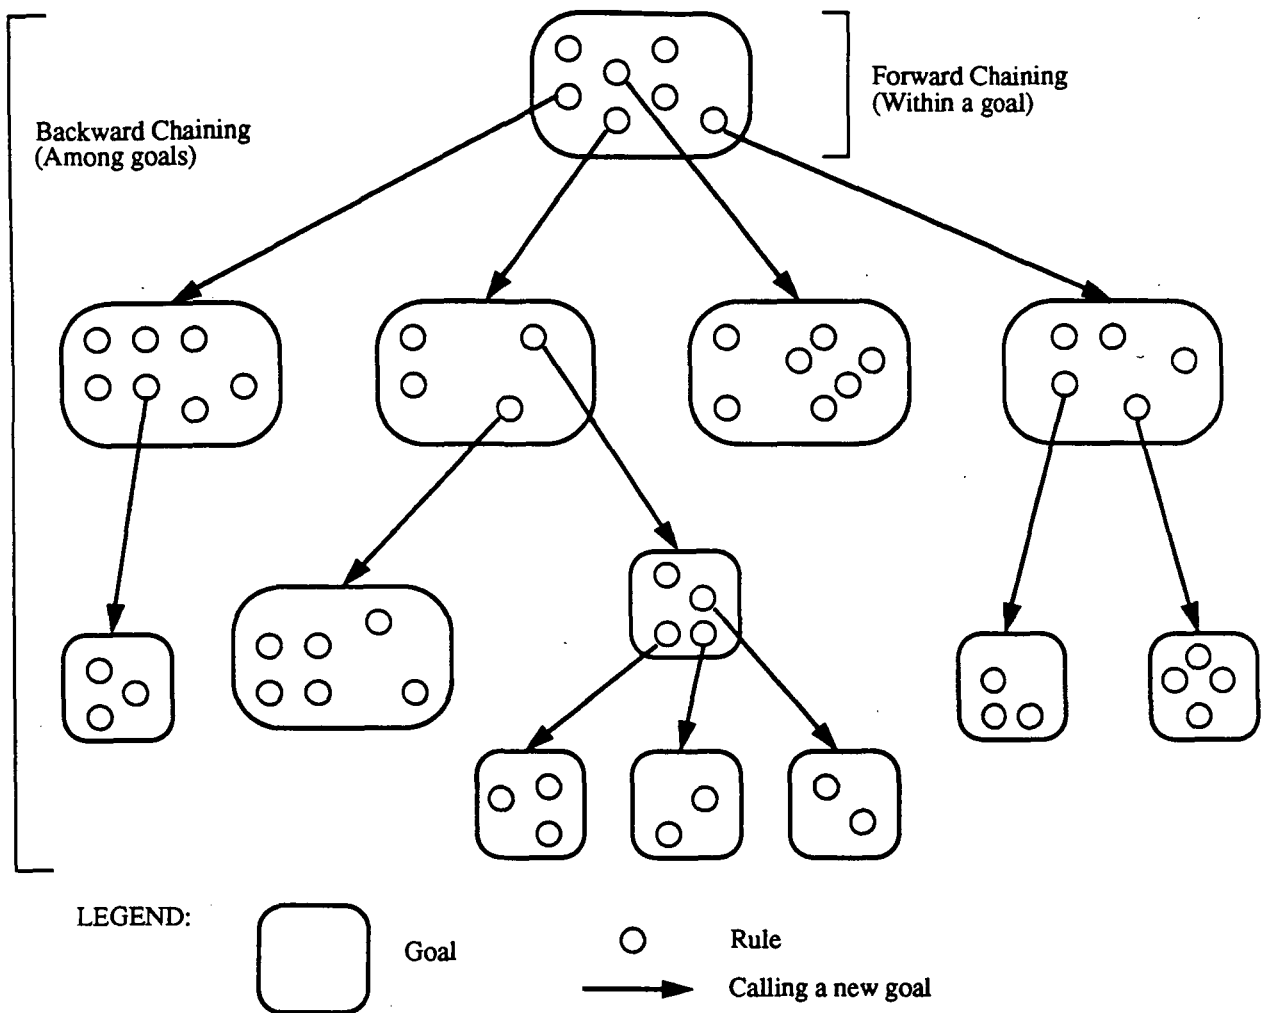 Forward Chaining
(Within a goal)
Backward Chaining
(Among goals)
LEGEND:
Goal
Rule
Calling a new goal